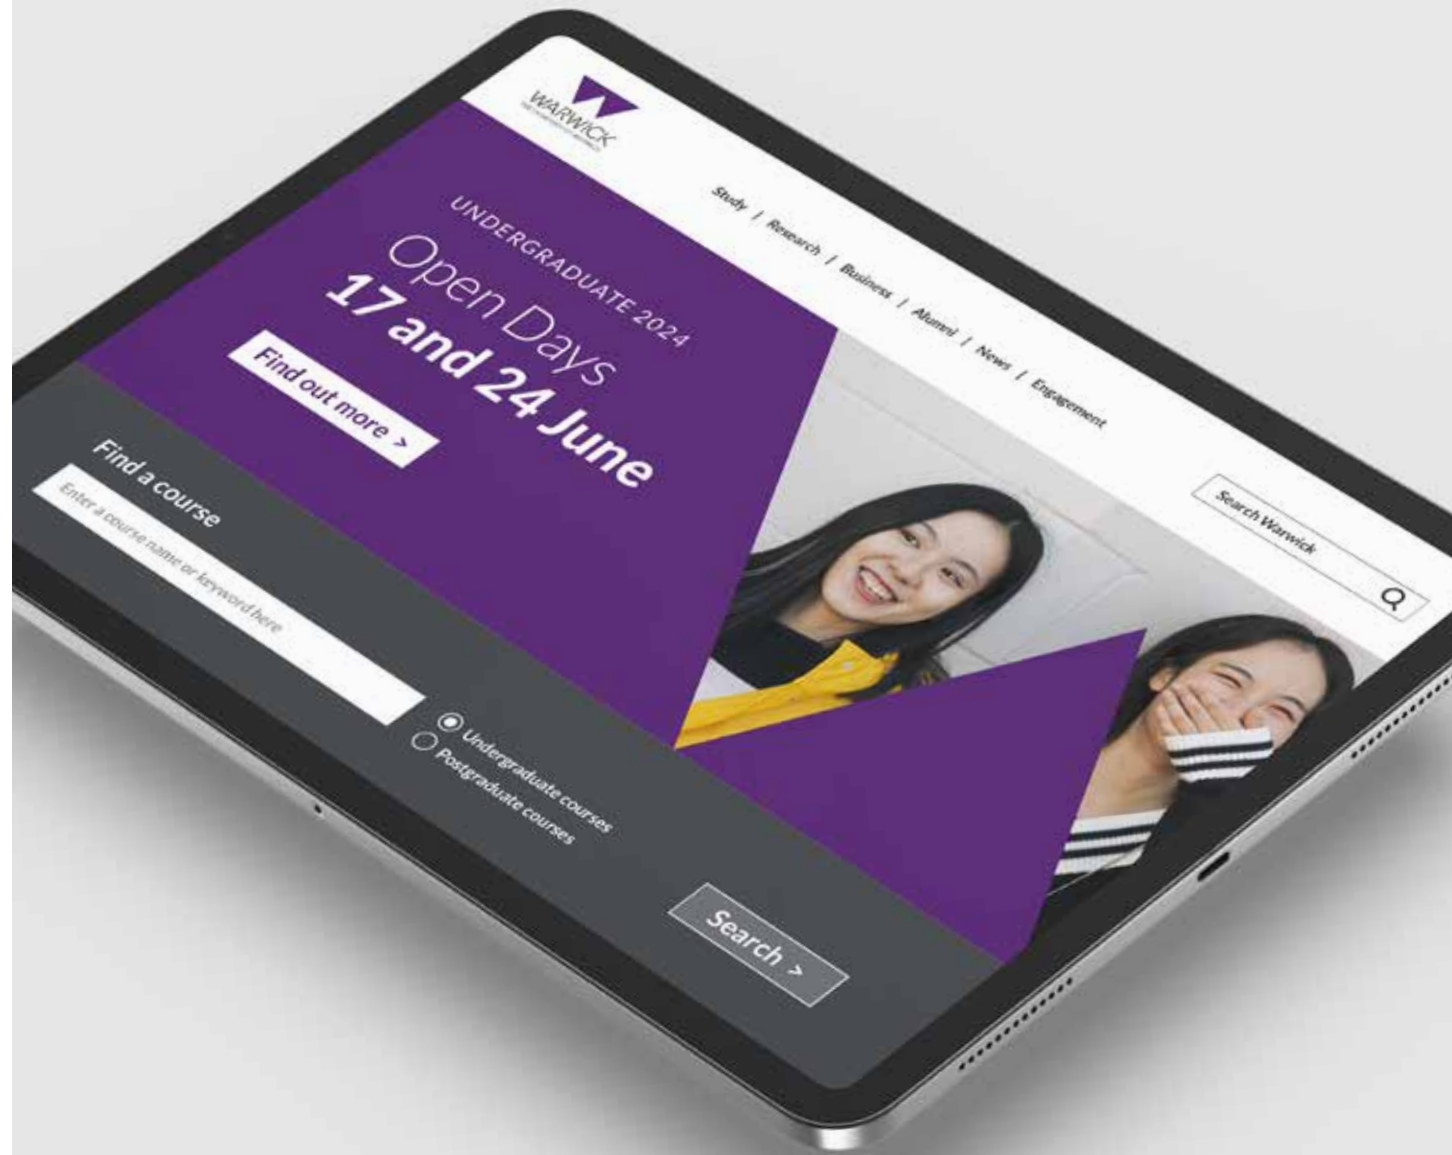 WARWICK
Study / Research / Business / Alumni / News / Engagement
Search Warwick
UNDERGRADUATE 2024
Open Days
17 and 24 June
Find out more >
Find a course
Enter a course name or keyword here
Undergraduate courses
Postgraduate courses
Search >